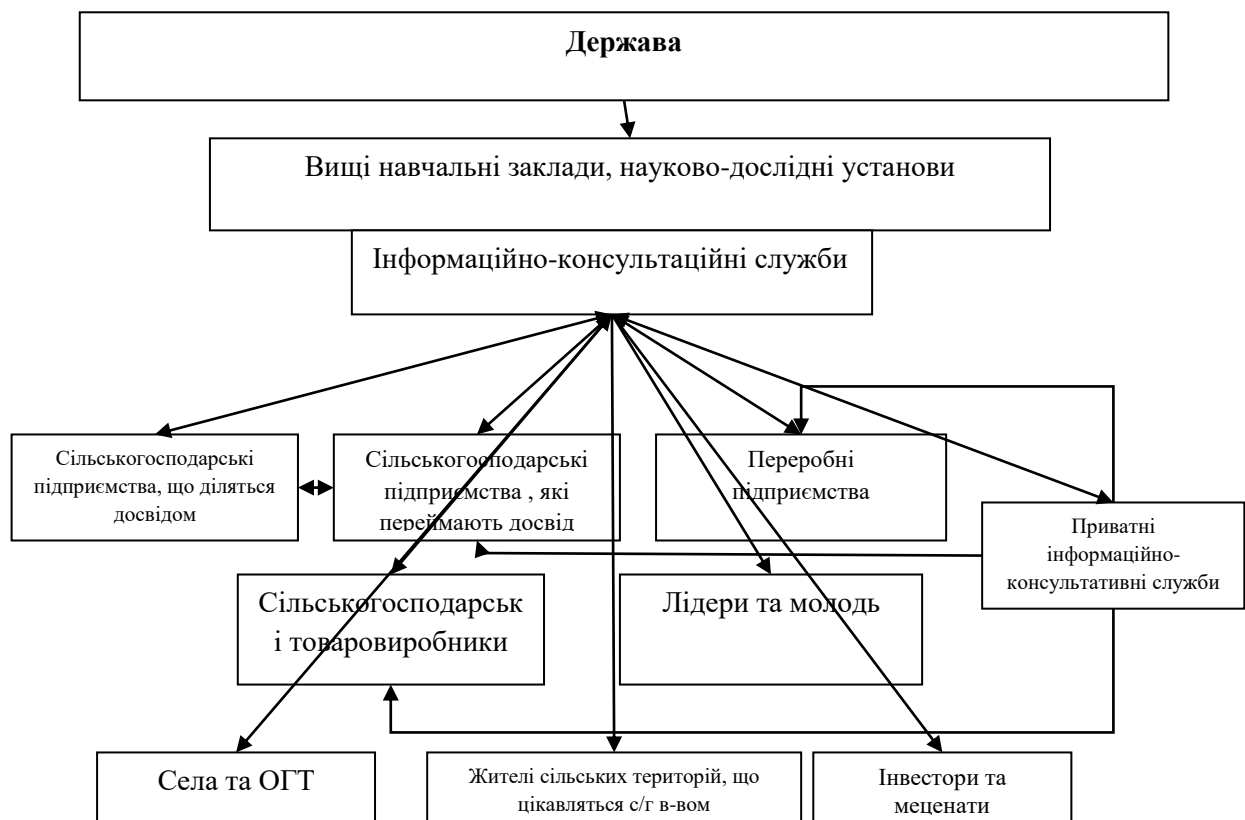 Держава
Вищі навчальні заклади, науково-дослідні установи
Інформаційно-консультаційні служби
Сільськогосподарські
підприємства, що діляться
досвідом
Сільськогосподарські
підприємства , які
переймають досвід
Переробні
підприємства
Приватні
інформаційно-
консультативні служби
Сільськогосподарськ
і товаровиробники
Лідери та молодь
Села та ОГТ
Жителі сільських територій, що
цікавляться с/г в-вом
Інвестори та
меценати